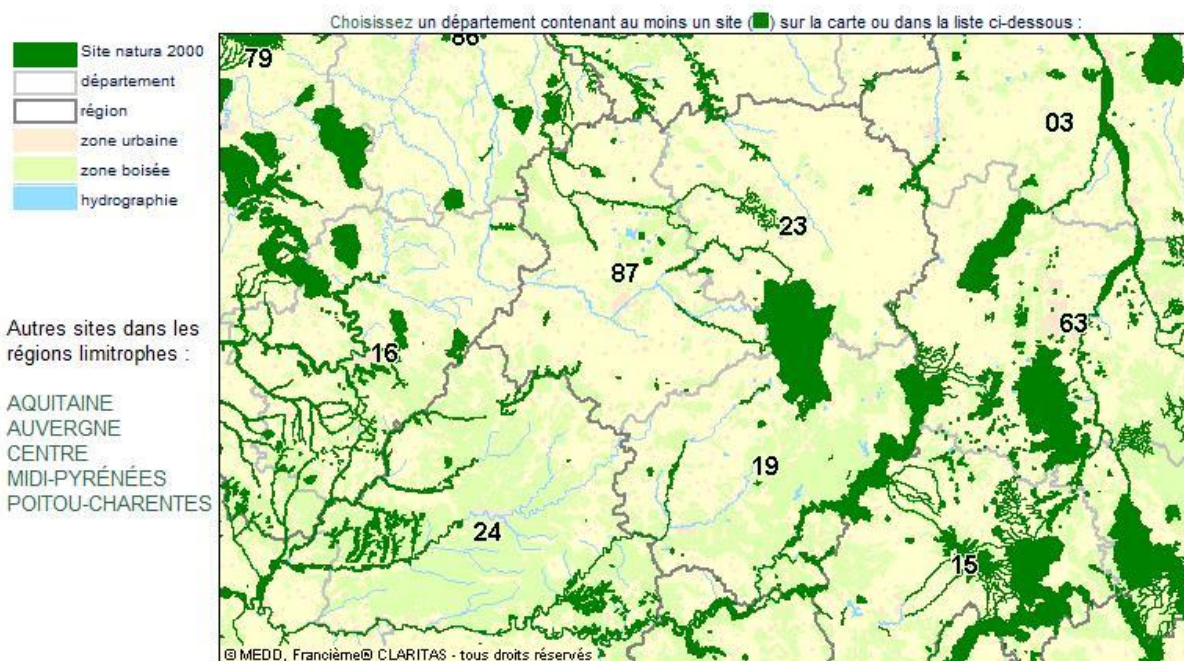 Choisissez un département contenant au moins un site () sur la carte ou dans la liste ci-dessous :
Site natura 2000
département
région
zone urbaine
zone boisée
hydrographie
Autres sites dans les
régions limitrophes :
AQUITAINE
AUVERGNE
CENTRE
MIDI-PYRÉNÉES
POITOU-CHARENTES
79
86
03
23
87
63
16
19
24
15
© MEDD, Francième® CLARITAS - tous droits réservés